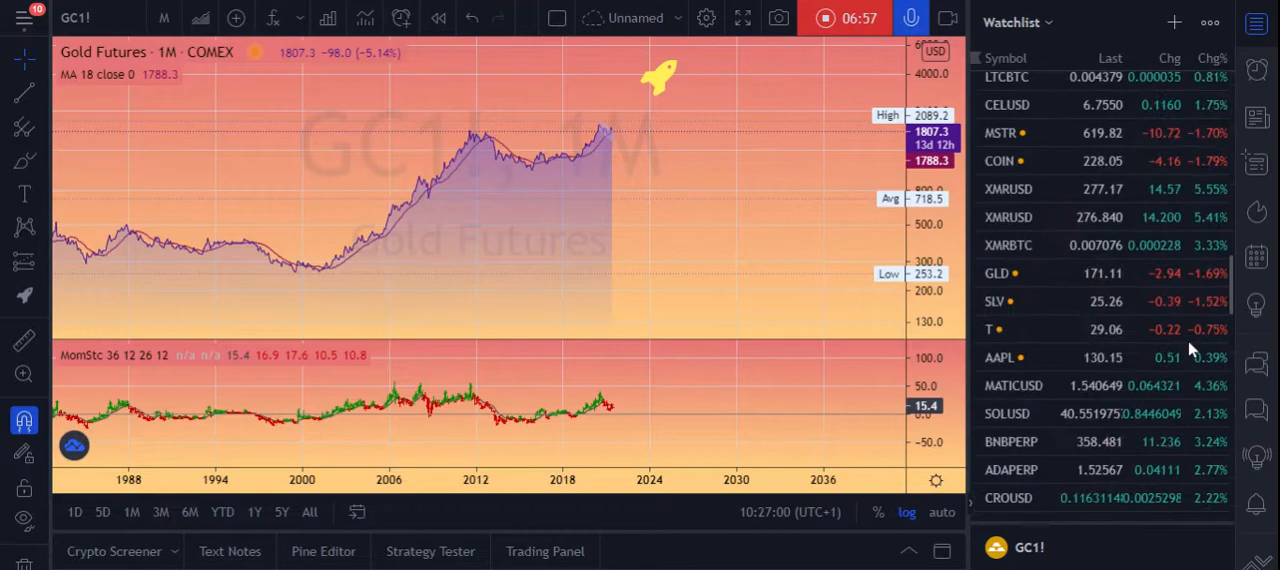 10
GC1!
M
Unnamed
06:57
Watchlist
Gold Futures · 1M · COMEX 1807.3 −98.0 (−5.14%)
MA 18 close 0 1788.3
GC1!, 1M
Gold Futures
USD
4000.0
High 2089.2
1807.3
13d 12h
1788.3
Avg 718.5
500.0
300.0
Low 253.2
200.0
130.0
MomStc 36 12 26 12 n/a n/a 15.4 16.9 17.6 10.5 10.8
100.0
50.0
15.4
−50.0
1988 1994 2000 2006 2012 2018 2024 2030 2036
1D 5D 1M 3M 6M YTD 1Y 5Y All
10:27:00 (UTC+1) % log auto
Crypto Screener Text Notes Pine Editor Strategy Tester Trading Panel
Symbol Last Chg Chg%
LTCBTC 0.004379 0.000035 0.81%
CELUSD 6.7550 0.1160 1.75%
MSTR 619.82 −10.72 −1.70%
COIN 228.05 −4.16 −1.79%
XMRUSD 277.17 14.57 5.55%
XMRUSD 276.840 14.200 5.41%
XMRBTC 0.007076 0.000228 3.33%
GLD 171.11 −2.94 −1.69%
SLV 25.26 −0.39 −1.52%
T 29.06 −0.22 −0.75%
AAPL 130.15 0.51 0.39%
MATICUSD 1.540649 0.064321 4.36%
SOLUSD 40.551975 0.8446049 2.13%
BNBPERP 358.481 11.236 3.24%
ADAPERP 1.52567 0.04111 2.77%
CROUSD 0.1163114 0.0025298 2.22%
GC1!